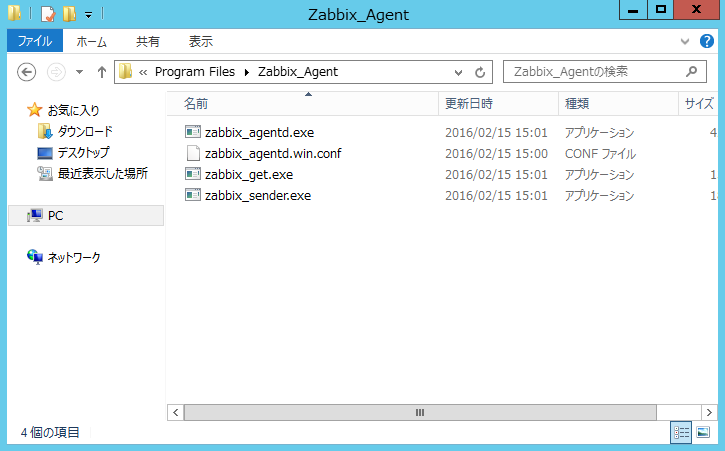 Zabbix_Agent
ファイル ホーム 共有 表示
« Program Files Zabbix_Agent Zabbix_Agentの検索
名前 更新日時 種類 サイズ
お気に入り
ダウンロード
デスクトップ
最近表示した場所
PC
ネットワーク
zabbix_agentd.exe 2016/02/15 15:01 アプリケーション 4
zabbix_agentd.win.conf 2016/02/15 15:00 CONF ファイル
zabbix_get.exe 2016/02/15 15:01 アプリケーション 1
zabbix_sender.exe 2016/02/15 15:01 アプリケーション 1
4 個の項目